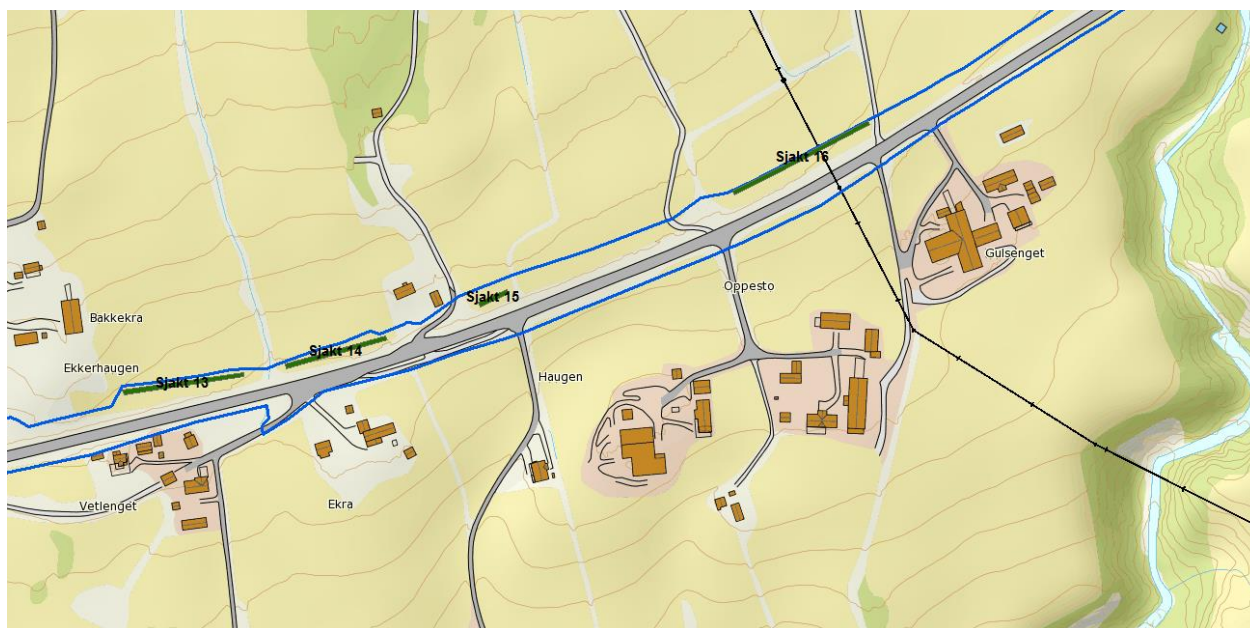 Sjakt 16
Gulsenget
Oppesto
Sjakt 15
Bakkekra
Sjakt 14
Ekkerhaugen
Sjakt 13
Haugen
Vetlenget
Ekra